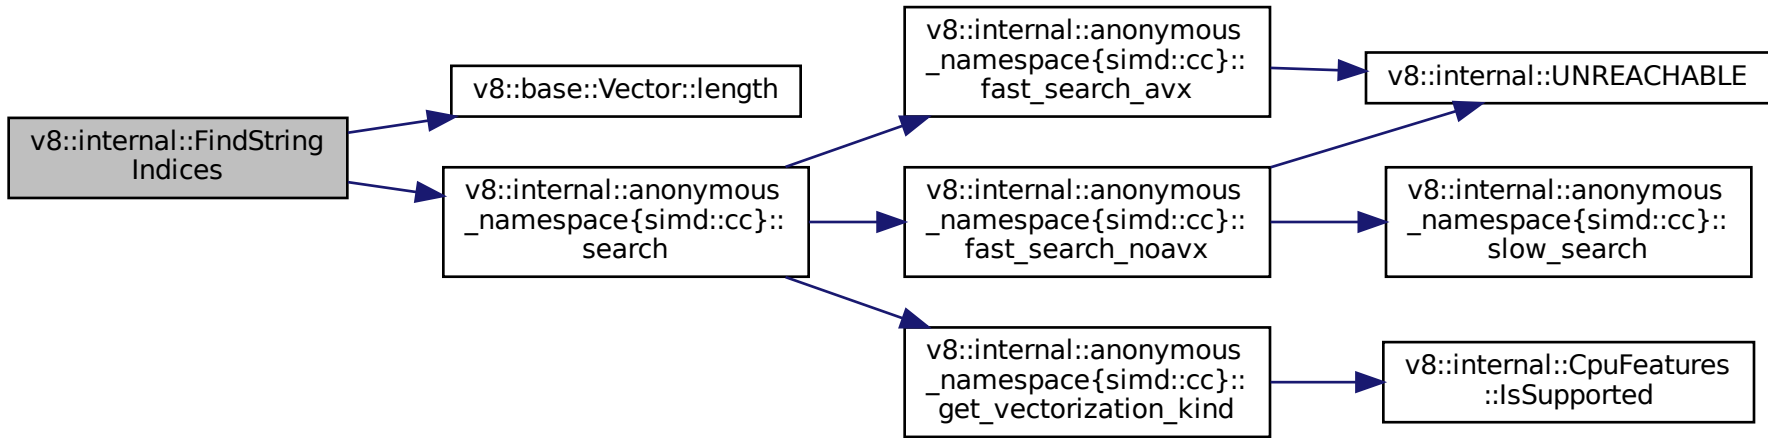 v8::internal::FindString
Indices
v8::base::Vector::length
v8::internal::anonymous
_namespace{simd::cc}::
search
v8::internal::anonymous
_namespace{simd::cc}::
fast_search_avx
v8::internal::UNREACHABLE
v8::internal::anonymous
_namespace{simd::cc}::
fast_search_noavx
v8::internal::anonymous
_namespace{simd::cc}::
slow_search
v8::internal::anonymous
_namespace{simd::cc}::
get_vectorization_kind
v8::internal::CpuFeatures
::IsSupported